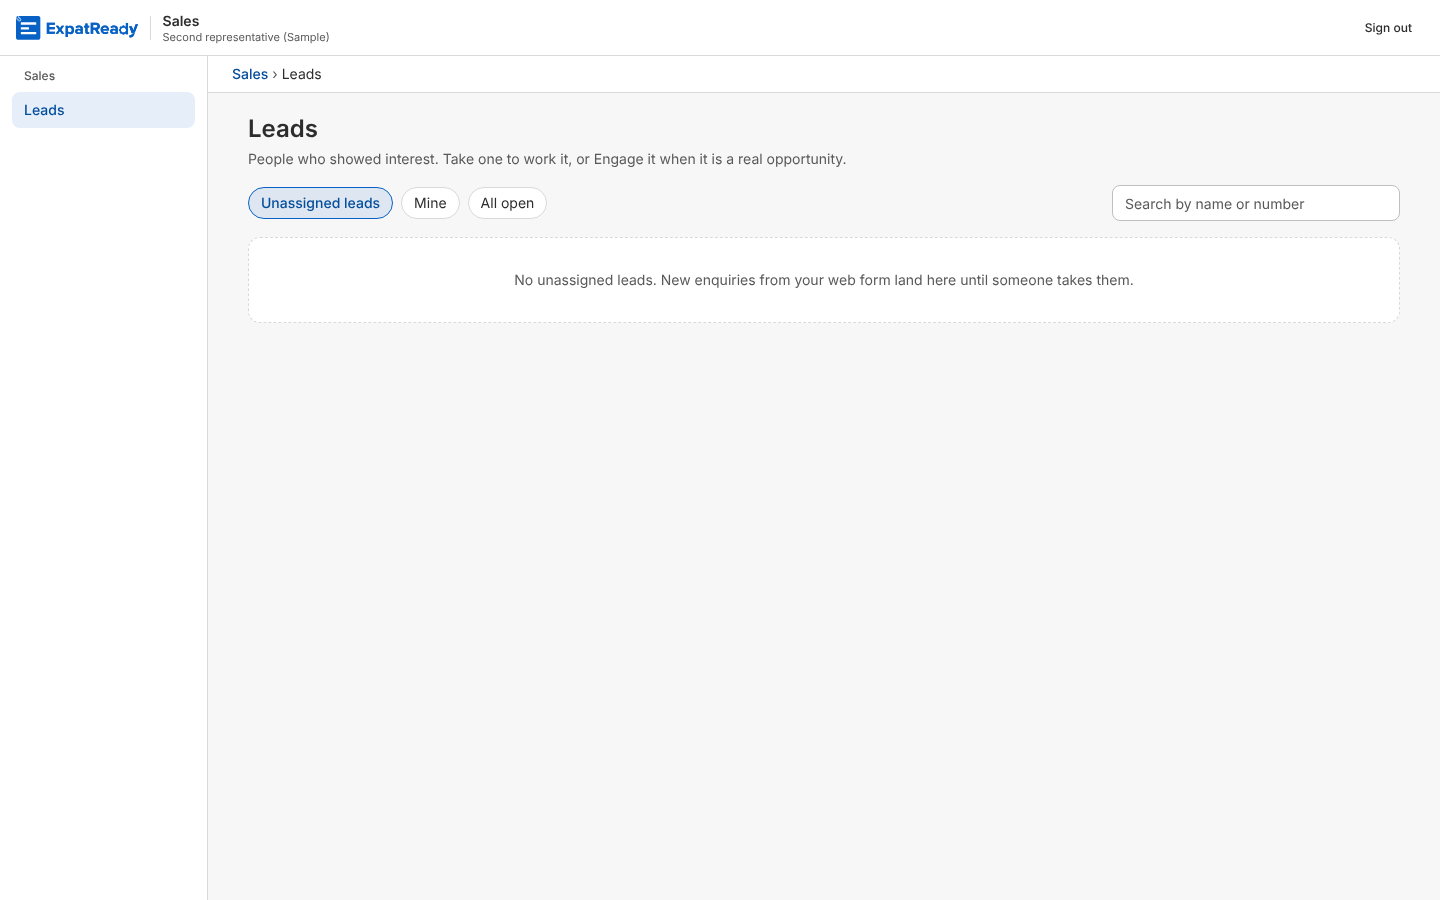 ExpatReady
Sales
Second representative (Sample)
Sign out
Sales
Leads
Sales › Leads
Leads
People who showed interest. Take one to work it, or Engage it when it is a real opportunity.
Unassigned leads
Mine
All open
Search by name or number
No unassigned leads. New enquiries from your web form land here until someone takes them.